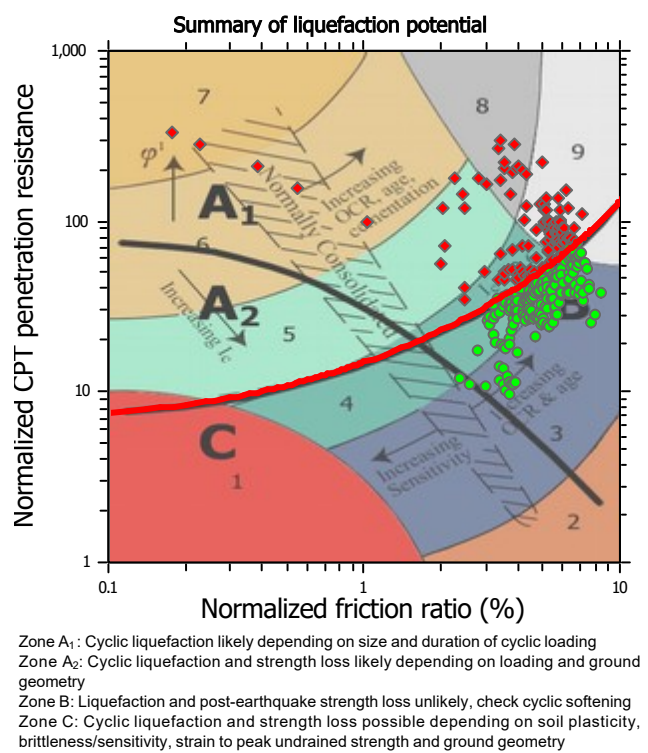 Summary of liquefaction potential
Normalized CPT penetration resistance
1,000
100
10
1
7
8
9
φ'
A1
Normally Consolidated
Increasing
OCR, age,
cementation
6
A2
Increasing Ic
5
B
4
Increasing
OCR & age
C
1
Increasing
Sensitivity
3
2
0.1
1
10
Normalized friction ratio (%)
Zone A1: Cyclic liquefaction likely depending on size and duration of cyclic loading
Zone A2: Cyclic liquefaction and strength loss likely depending on loading and ground
geometry
Zone B: Liquefaction and post-earthquake strength loss unlikely, check cyclic softening
Zone C: Cyclic liquefaction and strength loss possible depending on soil plasticity,
brittleness/sensitivity, strain to peak undrained strength and ground geometry